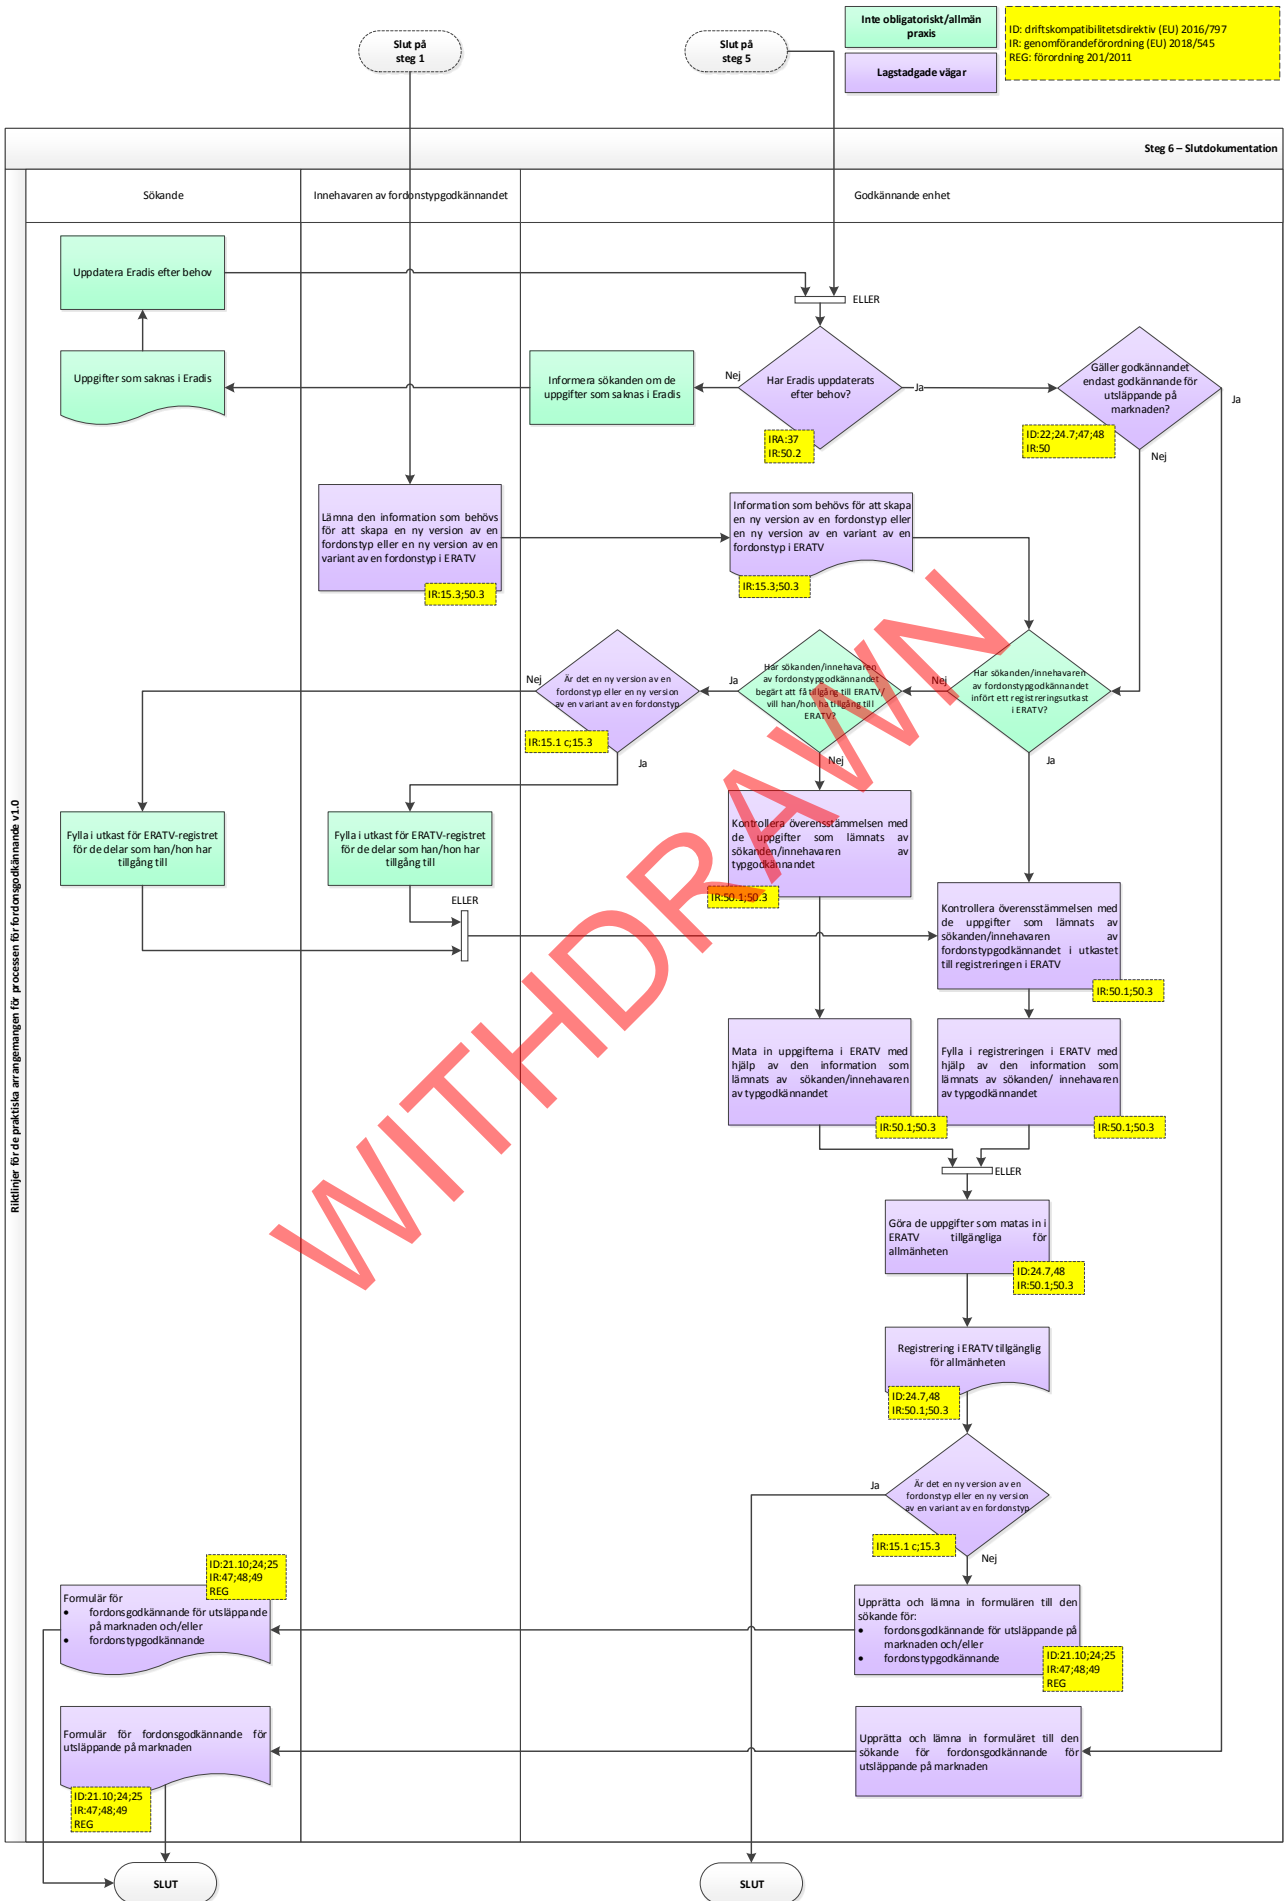 Inte obligatoriskt/allmän
praxis
Lagstadgade vägar
ID: driftskompatibilitetsdirektiv (EU) 2016/797
IR: genomförandeförordning (EU) 2018/545
REG: förordning 201/2011
Slut på
steg 1
Slut på
steg 5
Steg 6 – Slutdokumentation
Sökande
Innehavaren av fordonstypgodkännandet
Godkännande enhet
Riktlinjer för de praktiska arrangemangen för processen för fordonsgodkännande v1.0
Uppdatera Eradis efter behov
ELLER
Uppgifter som saknas i Eradis
Informera sökanden om de
uppgifter som saknas i Eradis
Nej
Har Eradis uppdaterats
efter behov?
Ja
IRA:37
IR:50.2
Gäller godkännandet
endast godkännande för
utsläppande på
marknaden?
Ja
ID:22;24.7;47;48
IR:50
Nej
Lämna den information som behövs
för att skapa en ny version av en
fordonstyp eller en ny version av en
variant av en fordonstyp i ERATV
IR:15.3;50.3
Information som behövs för att skapa
en ny version av en fordonstyp eller
en ny version av en variant av en
fordonstyp i ERATV
IR:15.3;50.3
Nej
Är det en ny version av en
fordonstyp eller en ny version
av en variant av en fordonstyp
IR:15.1 c;15.3
Ja
Ja
Har sökanden/innehavaren
av fordonstypgodkännandet
begärt att få tillgång till ERATV/
vill han/hon ha tillgång till
ERATV?
Nej
Nej
Har sökanden/innehavaren
av fordonstypgodkännandet
infört ett registreringsutkast
i ERATV?
Ja
Fylla i utkast för ERATV-registret
för de delar som han/hon har
tillgång till
Fylla i utkast för ERATV-registret
för de delar som han/hon har
tillgång till
ELLER
Kontrollera överensstämmelsen med
de uppgifter som lämnats av
sökanden/innehavaren av
typgodkännandet
IR:50.1;50.3
Kontrollera överensstämmelsen med
de uppgifter som lämnats av
sökanden/innehavaren av
fordonstypgodkännandet i utkastet
till registreringen i ERATV
IR:50.1;50.3
Mata in uppgifterna i ERATV med
hjälp av den information som
lämnats av sökanden/innehavaren
av typgodkännandet
IR:50.1;50.3
Fylla i registreringen i ERATV med
hjälp av den information som
lämnats av sökanden/ innehavaren
av typgodkännandet
IR:50.1;50.3
ELLER
Göra de uppgifter som matas in i
ERATV tillgängliga för
allmänheten
ID:24.7,48
IR:50.1;50.3
Registrering i ERATV tillgänglig
för allmänheten
ID:24.7,48
IR:50.1;50.3
Ja
Är det en ny version av en
fordonstyp eller en ny version
av en variant av en fordonstyp
IR:15.1 c;15.3
Nej
ID:21.10;24;25
IR:47;48;49
REG
Formulär för
• fordonsgodkännande för utsläppande
på marknaden och/eller
• fordonstypgodkännande
Upprätta och lämna in formulären till den
sökande för:
• fordonsgodkännande för utsläppande på
marknaden och/eller
• fordonstypgodkännande
ID:21.10;24;25
IR:47;48;49
REG
Formulär för fordonsgodkännande för
utsläppande på marknaden
ID:21.10;24;25
IR:47;48;49
REG
Upprätta och lämna in formuläret till den
sökande för fordonsgodkännande för
utsläppande på marknaden
SLUT
SLUT
WITHDRAWN